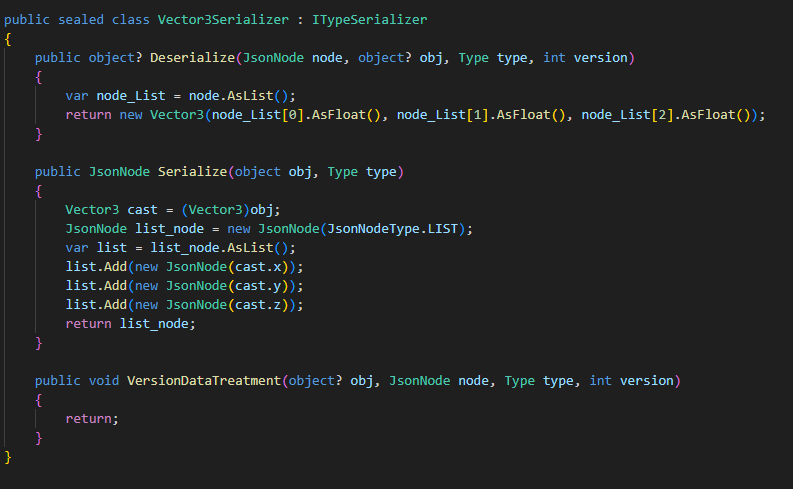 public sealed class Vector3Serializer : ITypeSerializer
{
    public object? Deserialize(JsonNode node, object? obj, Type type, int version)
    {
        var node_List = node.AsList();
        return new Vector3(node_List[0].AsFloat(), node_List[1].AsFloat(), node_List[2].AsFloat());
    }

    public JsonNode Serialize(object obj, Type type)
    {
        Vector3 cast = (Vector3)obj;
        JsonNode list_node = new JsonNode(JsonNodeType.LIST);
        var list = list_node.AsList();
        list.Add(new JsonNode(cast.x));
        list.Add(new JsonNode(cast.y));
        list.Add(new JsonNode(cast.z));
        return list_node;
    }

    public void VersionDataTreatment(object? obj, JsonNode node, Type type, int version)
    {
        return;
    }
}